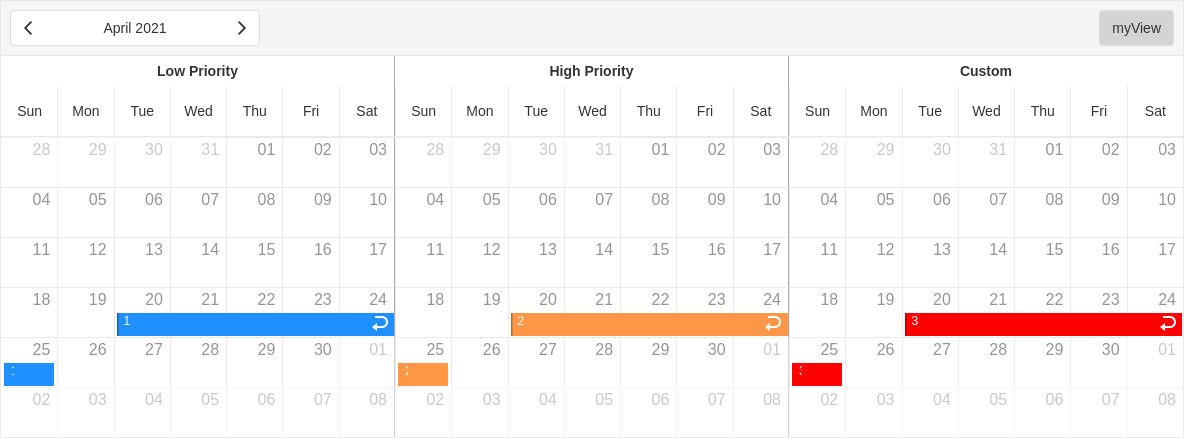 April 2021 myView
Low Priority High Priority Custom
Sun Mon Tue Wed Thu Fri Sat Sun Mon Tue Wed Thu Fri Sat Sun Mon Tue Wed Thu Fri Sat
28 29 30 31 01 02 03 28 29 30 31 01 02 03 28 29 30 31 01 02 03
04 05 06 07 08 09 10 04 05 06 07 08 09 10 04 05 06 07 08 09 10
11 12 13 14 15 16 17 11 12 13 14 15 16 17 11 12 13 14 15 16 17
18 19 20 21 22 23 24 18 19 20 21 22 23 24 18 19 20 21 22 23 24
1 2 3
25 26 27 28 29 30 01 25 26 27 28 29 30 01 25 26 27 28 29 30 01
02 03 04 05 06 07 08 02 03 04 05 06 07 08 02 03 04 05 06 07 08